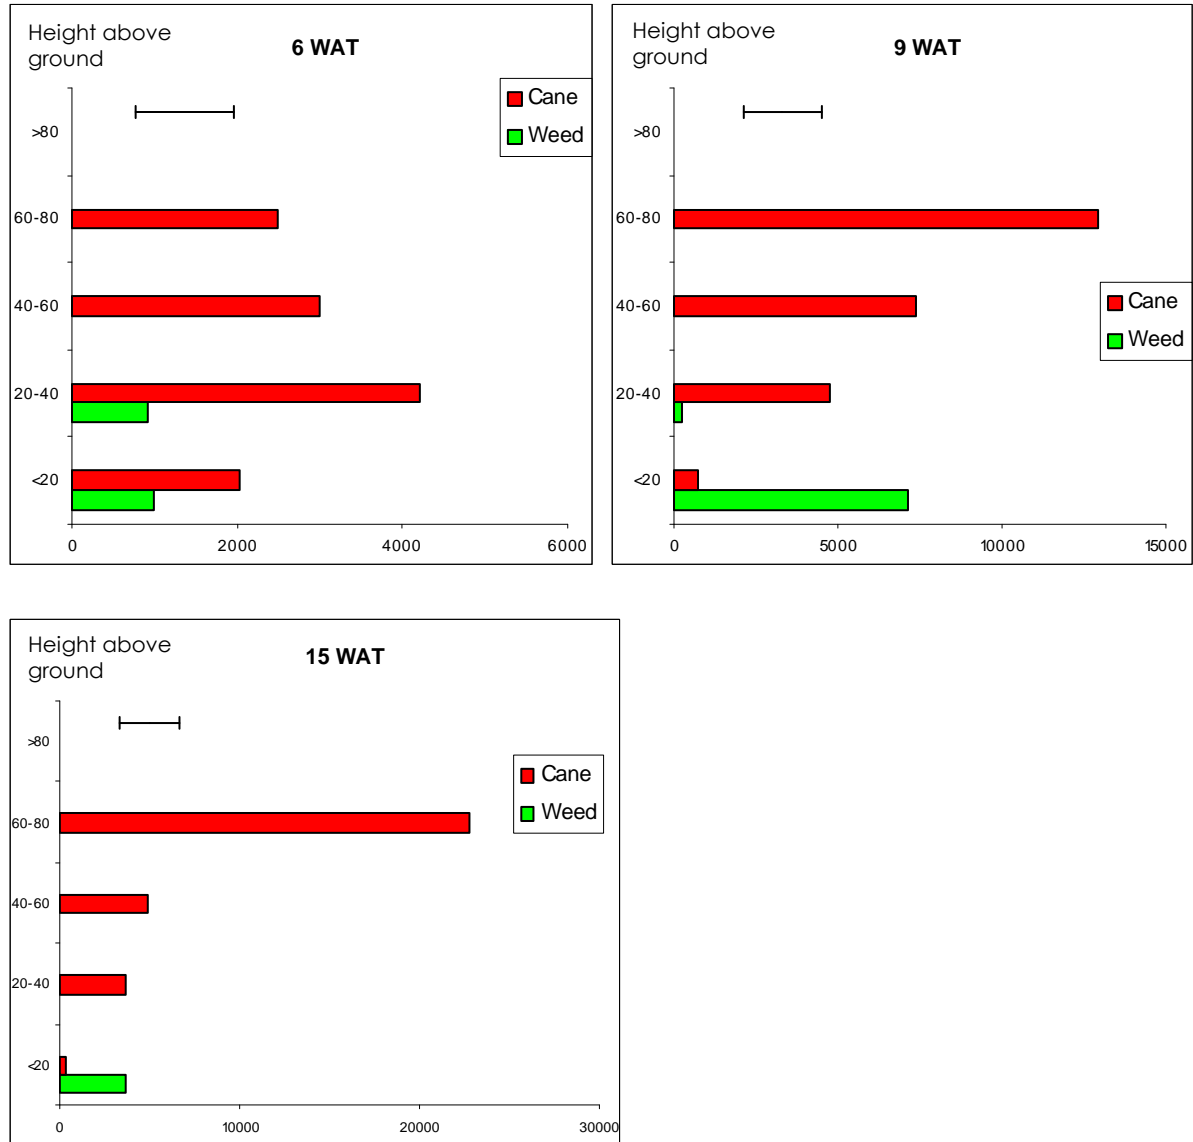 Height above
ground
6 WAT
Cane
Weed
>80
60-80
40-60
20-40
<20
0 2000 4000 6000
Height above
ground
9 WAT
>80
60-80
Cane
Weed
40-60
20-40
<20
0 5000 10000 15000
Height above
ground
15 WAT
>80
Cane
Weed
60-80
40-60
20-40
<20
0 10000 20000 30000